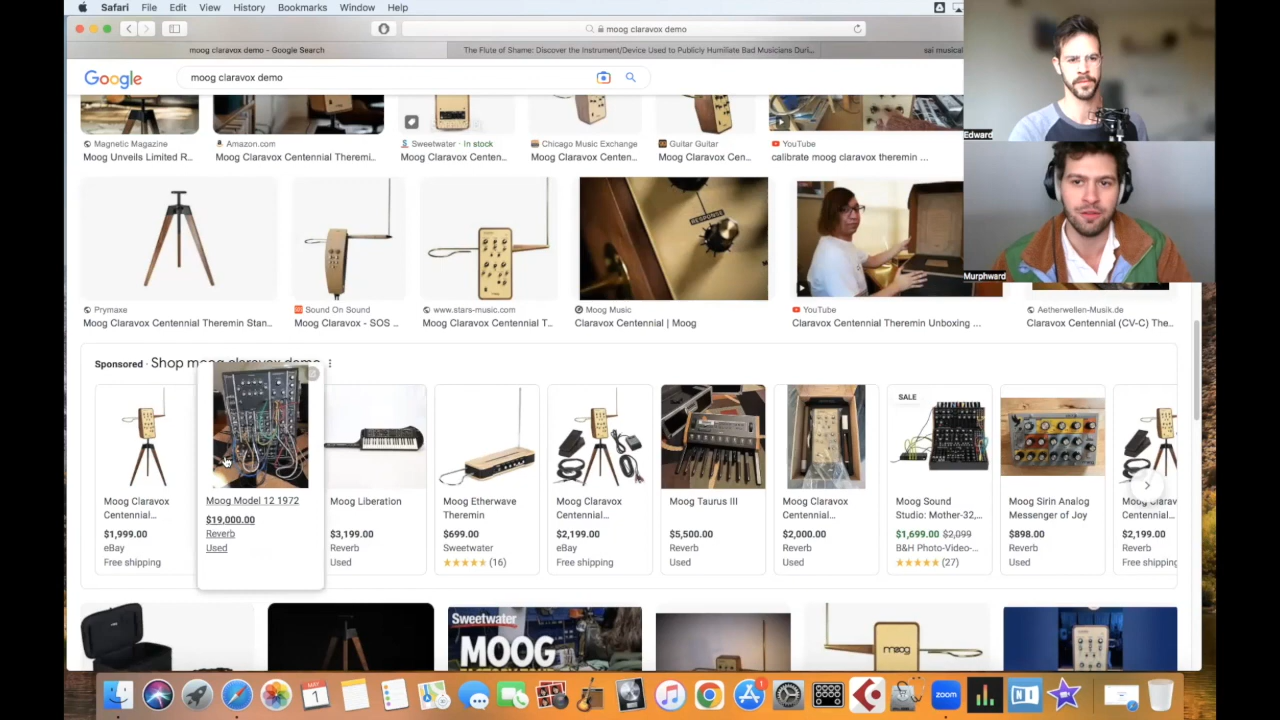 Safari File Edit View History Bookmarks Window Help
moog claravox demo
moog claravox demo - Google Search
The Flute of Shame: Discover the Instrument/Device Used to Publicly Humiliate Bad Musicians Duri...
sai musical
Google
moog claravox demo
Edward
Magnetic Magazine
Moog Unveils Limited R...
Amazon.com
Moog Claravox Centennial Theremi...
Sweetwater · In stock
Moog Claravox Centen...
Chicago Music Exchange
Moog Claravox Centen...
Guitar Guitar
Moog Claravox Cen...
YouTube
calibrate moog claravox theremin ...
RESPONSE
Murphward
Prymaxe
Moog Claravox Centennial Theremin Stan...
Sound On Sound
Moog Claravox - SOS ...
www.stars-music.com
Moog Claravox Centennial T...
Moog Music
Claravox Centennial | Moog
YouTube
Claravox Centennial Theremin Unboxing ...
Aetherwellen-Musik.de
Claravox Centennial (CV-C) The...
Sponsored · Shop moog claravox demo
Moog Claravox
Centennial...
$1,999.00
eBay
Free shipping
Moog Model 12 1972
$19,000.00
Reverb
Used
Moog Liberation
$3,199.00
Reverb
Used
Moog Etherwave
Theremin
$699.00
Sweetwater
(16)
Moog Claravox
Centennial...
$2,199.00
eBay
Free shipping
Moog Taurus III
$5,500.00
Reverb
Used
Moog Claravox
Centennial...
$2,000.00
Reverb
Used
SALE
Moog Sound
Studio: Mother-32,...
$1,699.00 $2,099
B&H Photo-Video-...
(27)
Moog Sirin Analog
Messenger of Joy
$898.00
Reverb
Used
Moog Clarav
Centennial...
$2,199.00
Reverb
Free shipping
Sweetwater
MOOG
moog
MAY
1
1
zoom